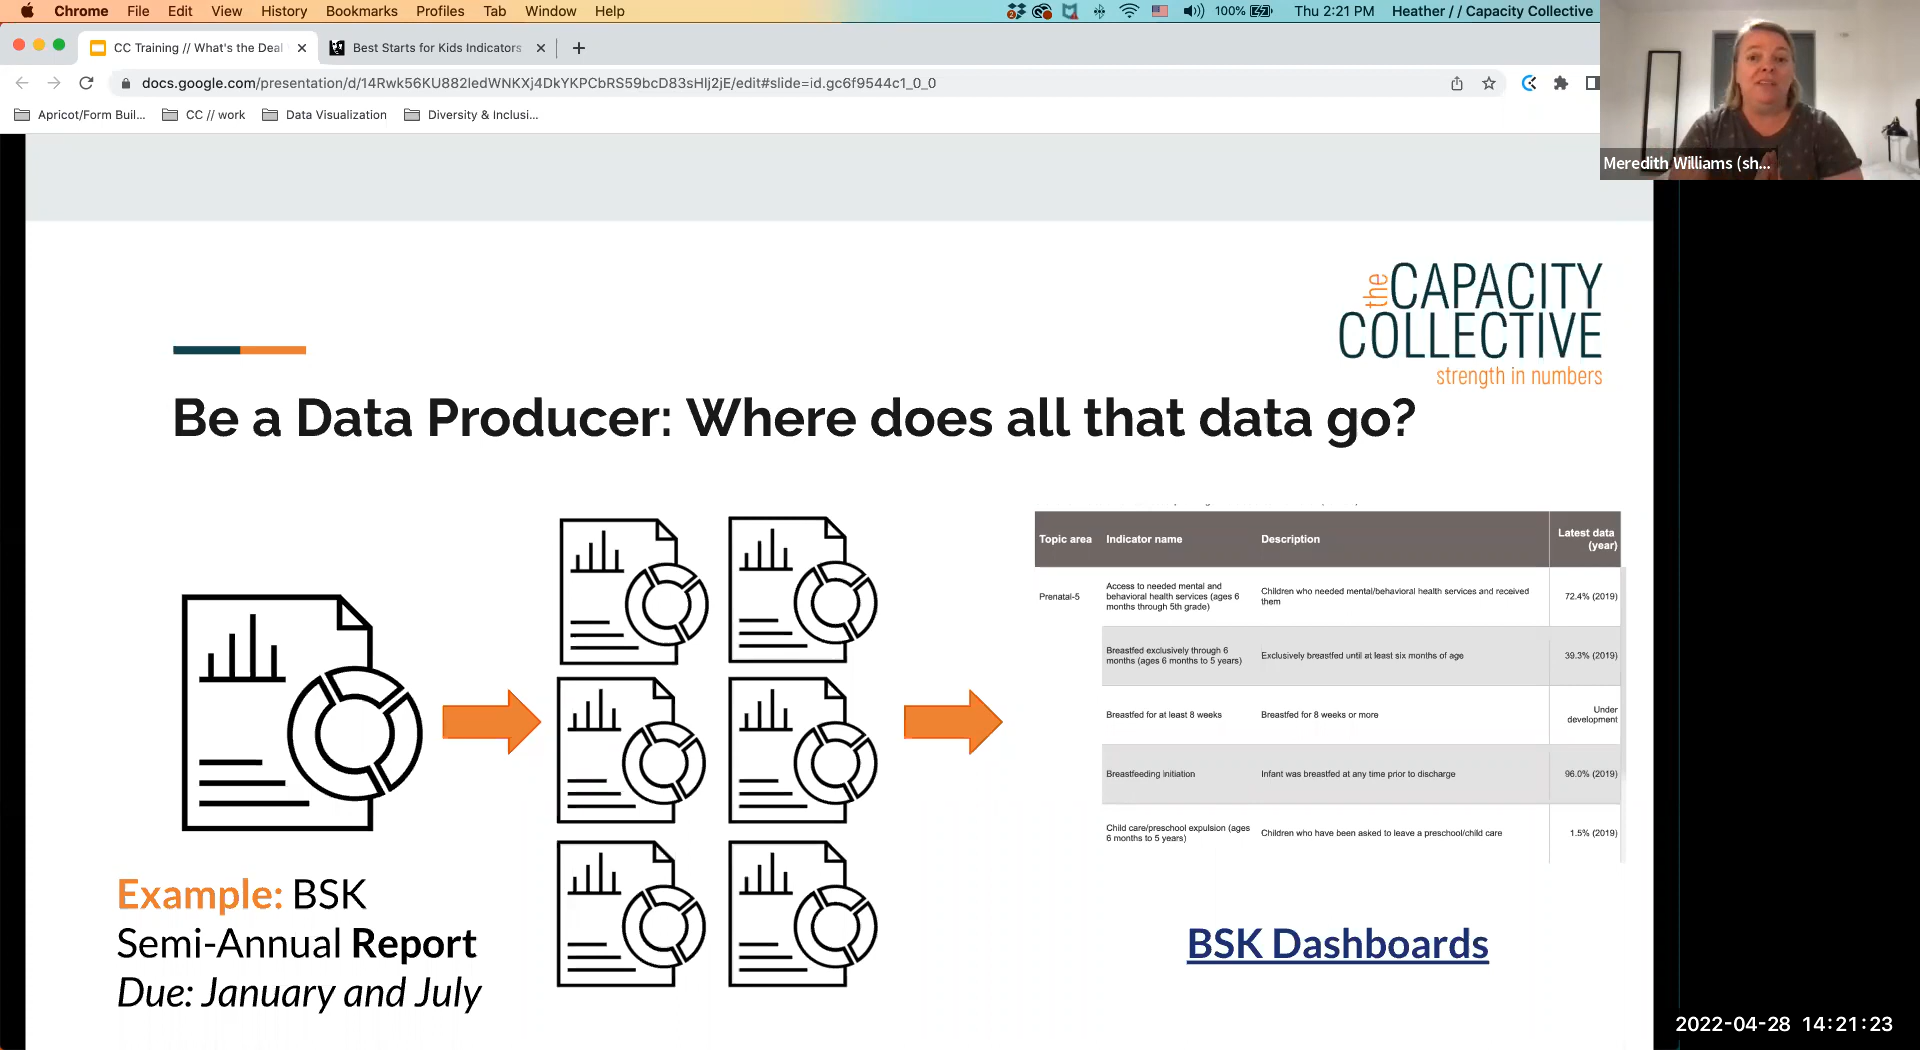 Chrome File Edit View History Bookmarks Profiles Tab Window Help
100% Thu 2:21 PM Heather // Capacity Collective
CC Training // What's the Deal
Best Starts for Kids Indicators
docs.google.com/presentation/d/14Rwk56KU882ledWNKXj4DkYKPCbRS59bcD83sHlj2jE/edit#slide=id.gc6f9544c1_0_0
Apricot/Form Buil... CC // work Data Visualization Diversity & Inclusi...
Meredith Williams (sh...
the CAPACITY
COLLECTIVE
strength in numbers
Be a Data Producer: Where does all that data go?
Topic area Indicator name Description Latest data
(year)
Prenatal-5
Access to needed mental and
behavioral health services (ages 6
months through 5th grade)
Children who needed mental/behavioral health services and received
them
72.4% (2019)
Breastfed exclusively through 6
months (ages 6 months to 5 years)
Exclusively breastfed until at least six months of age
39.3% (2019)
Breastfed for at least 8 weeks
Breastfed for 8 weeks or more
Under
development
Breastfeeding initiation
Infant was breastfed at any time prior to discharge
96.0% (2019)
Child care/preschool expulsion (ages
6 months to 5 years)
Children who have been asked to leave a preschool/child care
1.5% (2019)
Example: BSK
Semi-Annual Report
Due: January and July
BSK Dashboards
2022-04-28 14:21:23